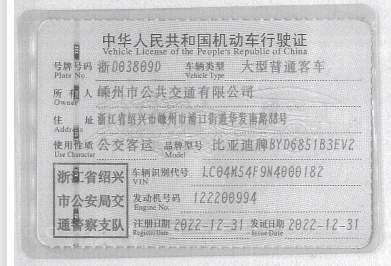 中华人民共和国机动车行驶证
Vehicle License of the People's Republic of China
号牌号码 浙D03809D 车辆类型 大型普通客车
Plate No. Vehicle Type
所有人 嵊州市公共交通有限公司
Owner
住址 浙江省绍兴市嵊州市浦口街道华发南路88号
Address
使用性质 公交客运 品牌型号 比亚迪牌BYD6851B3EV2
Use Character Model
浙江省绍兴
市公安局交
通警察支队
车辆识别代号 LC04M54F9N4000182
VIN
发动机号码 122200994
Engine No.
注册日期 2022-12-31 发证日期 2022-12-31
Register Date Issue Date